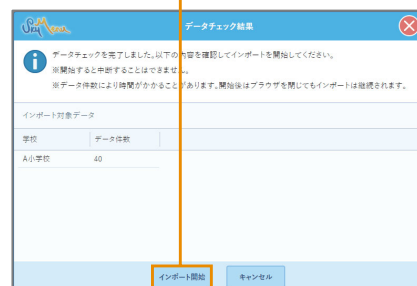 SkyMenu
データチェック結果
データチェックを完了しました。以下の内容を確認してインポートを開始してください。
※開始すると中断することはできません。
※データ件数により時間がかかることがあります。開始後はブラウザを閉じてもインポートは継続されます。
インポート対象データ
学校 データ件数
A小学校 40
インポート開始 キャンセル